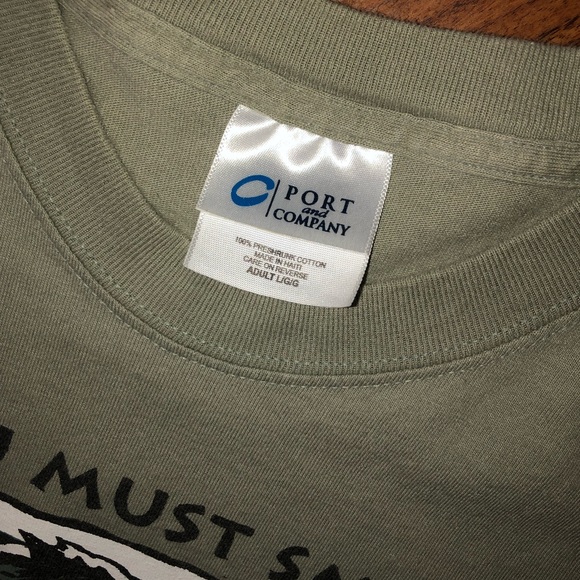 PORT
and
COMPANY
100% PRESHRUNK COTTON
MADE IN HAITI
CARE ON REVERSE
ADULT L/G/G
MUST